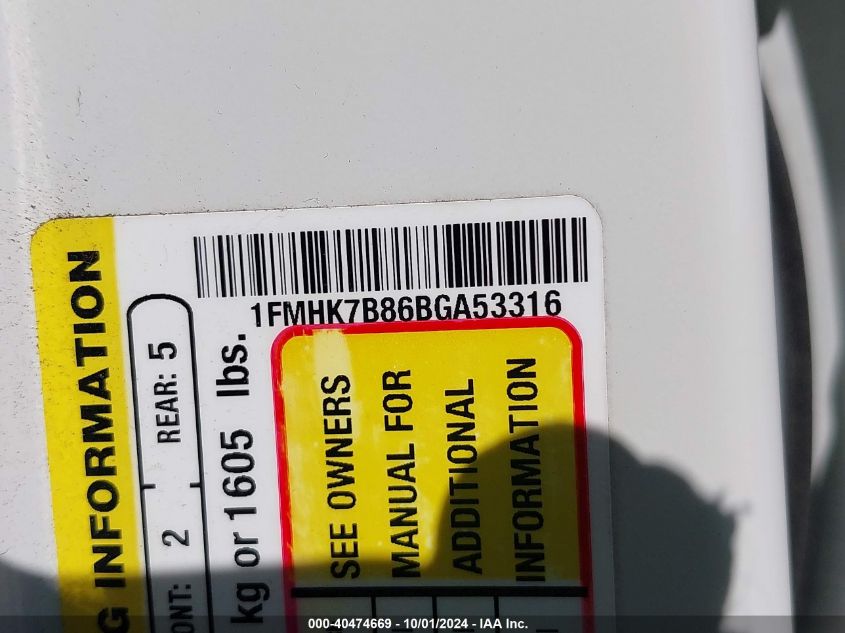 1FMHK7B86BGA53316
G INFORMATION
ONT: 2 REAR: 5
kg or 1605 lbs.
SEE OWNERS
MANUAL FOR
ADDITIONAL
INFORMATION
000-40474669 - 10/01/2024 - IAA Inc.